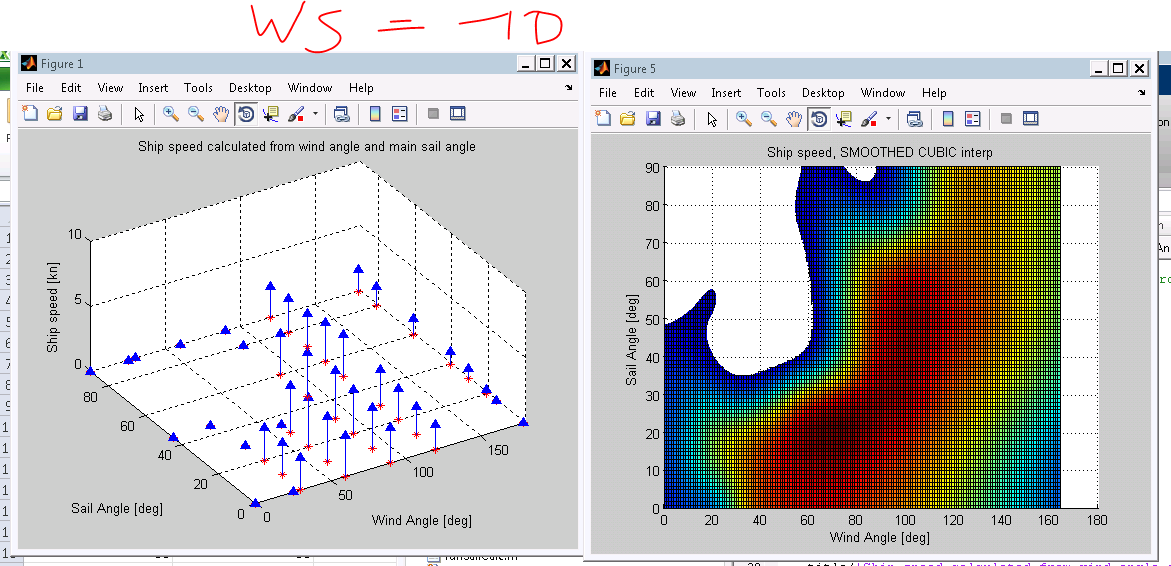 WS = 10
Figure 1
File Edit View Insert Tools Desktop Window Help
Ship speed calculated from wind angle and main sail angle
Ship speed [kn]
10
5
0
80
60
40
20
0
Sail Angle [deg]
0
50
100
150
Wind Angle [deg]
Figure 5
File Edit View Insert Tools Desktop Window Help
Ship speed, SMOOTHED CUBIC interp
Sail Angle [deg]
90
80
70
60
50
40
30
20
10
0
0 20 40 60 80 100 120 140 160 180
Wind Angle [deg]